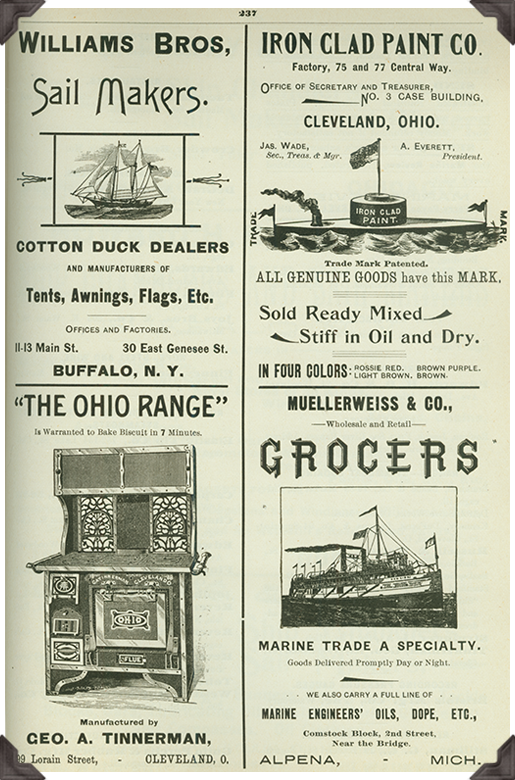 237
WILLIAMS BROS,
Sail Makers.
COTTON DUCK DEALERS
AND MANUFACTURERS OF
Tents, Awnings, Flags, Etc.
OFFICES AND FACTORIES.
11-13 Main St. 30 East Genesee St.
BUFFALO, N. Y.
"THE OHIO RANGE"
Is Warranted to Bake Biscuit in 7 Minutes.
CLEVELAND O
OHIO
FLUE
Manufactured by
GEO. A. TINNERMAN,
Lorain Street, - CLEVELAND, O.
IRON CLAD PAINT CO.
Factory, 75 and 77 Central Way.
OFFICE OF SECRETARY AND TREASURER,
NO. 3 CASE BUILDING,
CLEVELAND, OHIO.
JAS. WADE, A. EVERETT,
Sec., Treas. & Mgr. President.
TRADE MARK.
IRON CLAD
PAINT
Trade Mark Patented.
ALL GENUINE GOODS have this MARK.
Sold Ready Mixed
Stiff in Oil and Dry.
IN FOUR COLORS: ROSSIE RED. BROWN PURPLE.
LIGHT BROWN. BROWN.
MUELLERWEISS & CO.,
Wholesale and Retail
GROCERS
MARINE TRADE A SPECIALTY.
Goods Delivered Promptly Day or Night.
WE ALSO CARRY A FULL LINE OF
MARINE ENGINEERS' OILS, DOPE, ETC.,
Comstock Block, 2nd Street,
Near the Bridge.
ALPENA, - MICH.